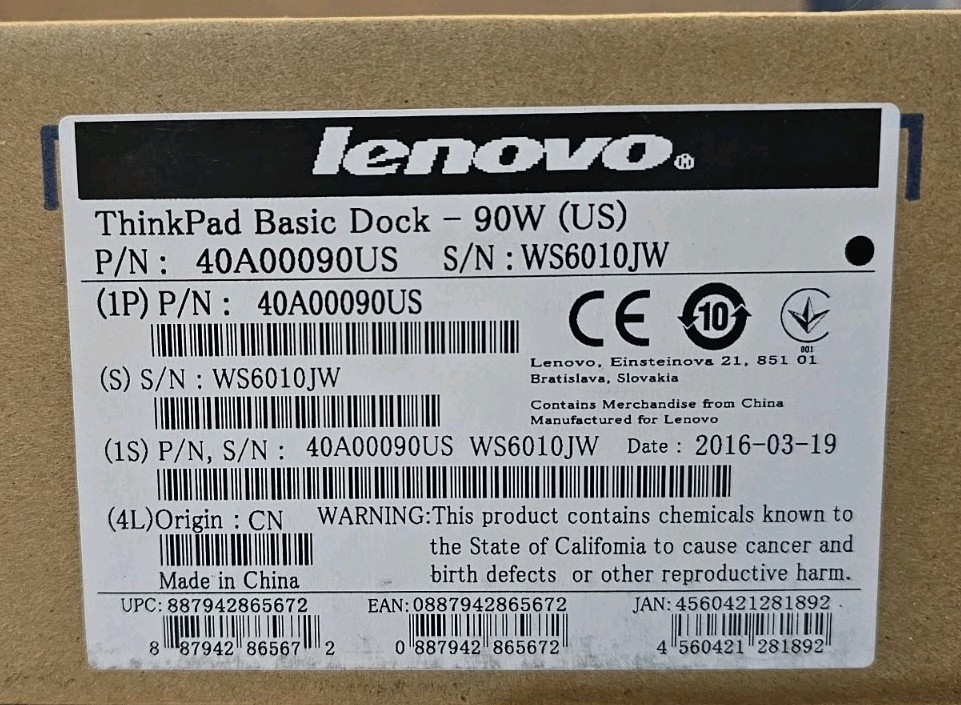 lenovo®
ThinkPad Basic Dock - 90W (US)
P/N: 40A00090US S/N : WS6010JW
(1P) P/N: 40A00090US
CE 10
001
Lenovo, Einsteinova 21, 851 01
Bratislava, Slovakia
(S) S/N : WS6010JW
Contains Merchandise from China
Manufactured for Lenovo
(1S) P/N, S/N : 40A00090US WS6010JW Date : 2016-03-19
(4L)Origin : CN WARNING:This product contains chemicals known to
the State of Califomia to cause cancer and
birth defects or other reproductive harm.
Made in China
UPC: 887942865672 EAN: 0887942865672 JAN: 4560421281892
8 87942 86567 2 0 887942 865672 4 560421 281892